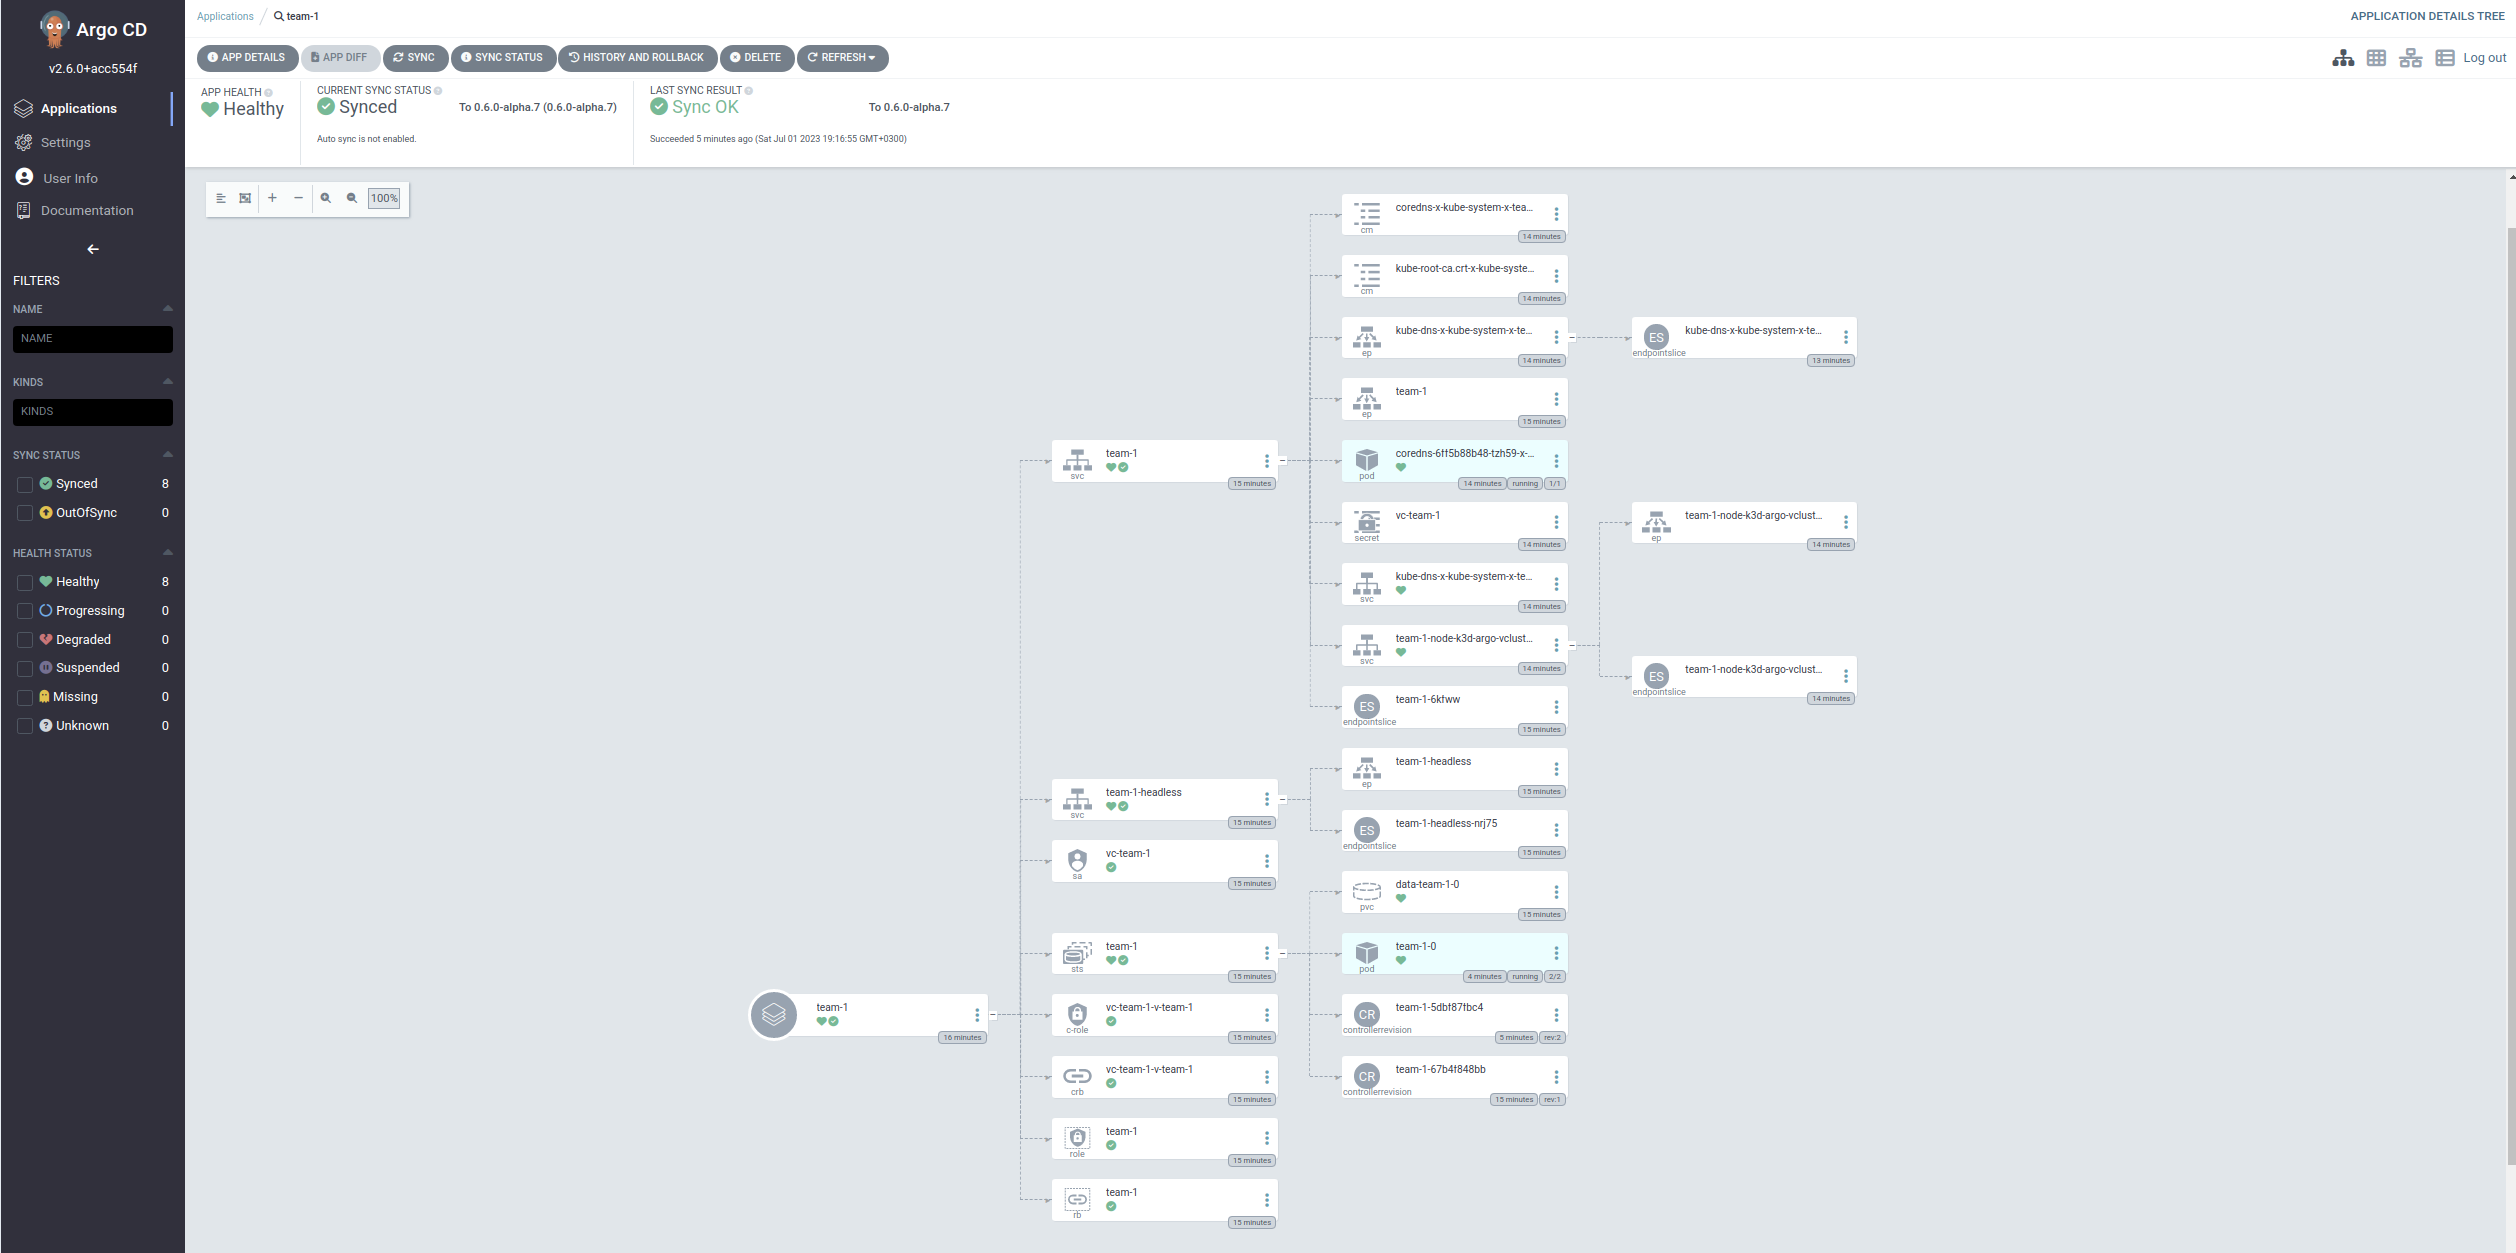 Argo CD
v2.6.0+acc554f
Applications
Settings
User Info
Documentation
FILTERS
NAME
NAME
KINDS
KINDS
SYNC STATUS
Synced 8
OutOfSync 0
HEALTH STATUS
Healthy 8
Progressing 0
Degraded 0
Suspended 0
Missing 0
Unknown 0
Applications / team-1
APPLICATION DETAILS TREE
APP DETAILS APP DIFF SYNC SYNC STATUS HISTORY AND ROLLBACK DELETE REFRESH
Log out
APP HEALTH
Healthy
CURRENT SYNC STATUS
Synced To 0.6.0-alpha.7 (0.6.0-alpha.7)
Auto sync is not enabled.
LAST SYNC RESULT
Sync OK To 0.6.0-alpha.7
Succeeded 5 minutes ago (Sat Jul 01 2023 19:16:55 GMT+0300)
100%
team-1
16 minutes
team-1
svc
15 minutes
team-1-headless
svc
15 minutes
vc-team-1
sa
15 minutes
team-1
sts
15 minutes
vc-team-1-v-team-1
c-role
15 minutes
vc-team-1-v-team-1
crb
15 minutes
team-1
role
15 minutes
team-1
rb
15 minutes
coredns-x-kube-system-x-tea...
cm
14 minutes
kube-root-ca.crt-x-kube-syste...
cm
14 minutes
kube-dns-x-kube-system-x-te...
ep
14 minutes
team-1
ep
15 minutes
coredns-6ff5b88b48-tzh59-x-...
pod
14 minutes running 1/1
vc-team-1
secret
14 minutes
kube-dns-x-kube-system-x-te...
svc
14 minutes
team-1-node-k3d-argo-vclust...
svc
14 minutes
team-1-6kfww
ES
endpointslice
15 minutes
team-1-headless
ep
15 minutes
team-1-headless-nrj75
ES
endpointslice
15 minutes
data-team-1-0
pvc
15 minutes
team-1-0
pod
4 minutes running 2/2
team-1-5dbf87fbc4
CR
controllerrevision
5 minutes rev:2
team-1-67b4f848bb
CR
controllerrevision
15 minutes rev:1
kube-dns-x-kube-system-x-te...
ES
endpointslice
13 minutes
team-1-node-k3d-argo-vclust...
ep
14 minutes
team-1-node-k3d-argo-vclust...
ES
endpointslice
14 minutes